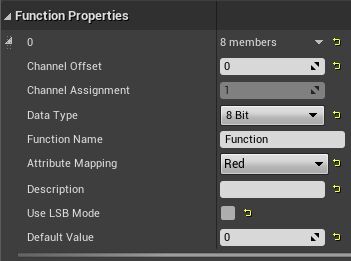 Function Properties
0 8 members
Channel Offset 0
Channel Assignment 1
Data Type 8 Bit
Function Name Function
Attribute Mapping Red
Description
Use LSB Mode
Default Value 0